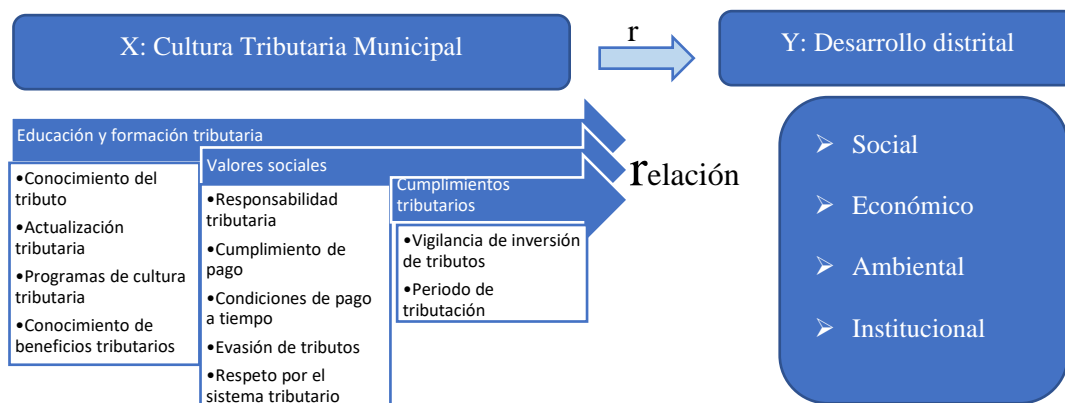 X: Cultura Tributaria Municipal
r
Y: Desarrollo distrital
Educación y formación tributaria
•Conocimiento del
tributo
•Actualización
tributaria
•Programas de cultura
tributaria
•Conocimiento de
beneficios tributarios
Valores sociales
•Responsabilidad
tributaria
•Cumplimiento de
pago
•Condiciones de pago
a tiempo
•Evasión de tributos
•Respeto por el
sistema tributario
Cumplimientos
tributarios
•Vigilancia de inversión
de tributos
•Periodo de
tributación
relación
➢ Social
➢ Económico
➢ Ambiental
➢ Institucional